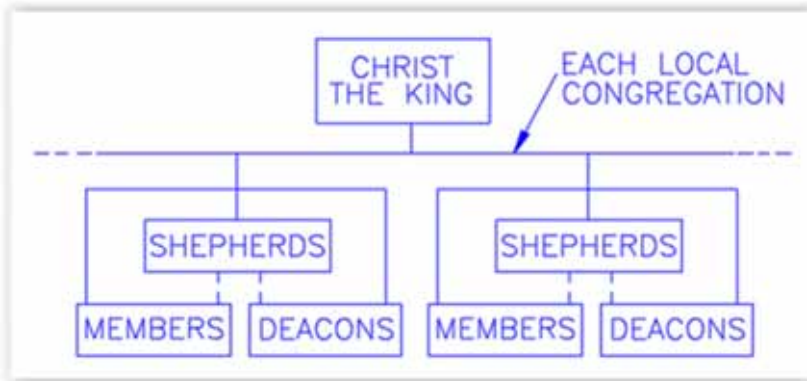 CHRIST
THE KING
EACH LOCAL
CONGREGATION
SHEPHERDS
SHEPHERDS
MEMBERS
DEACONS
MEMBERS
DEACONS